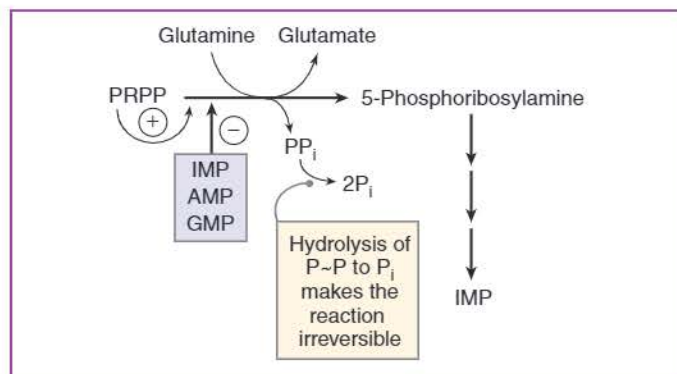 Glutamine Glutamate
PRPP
5-Phosphoribosylamine
+
−
PPi
2Pi
IMP
AMP
GMP
Hydrolysis of
P~P to Pi
makes the
reaction
irreversible
IMP